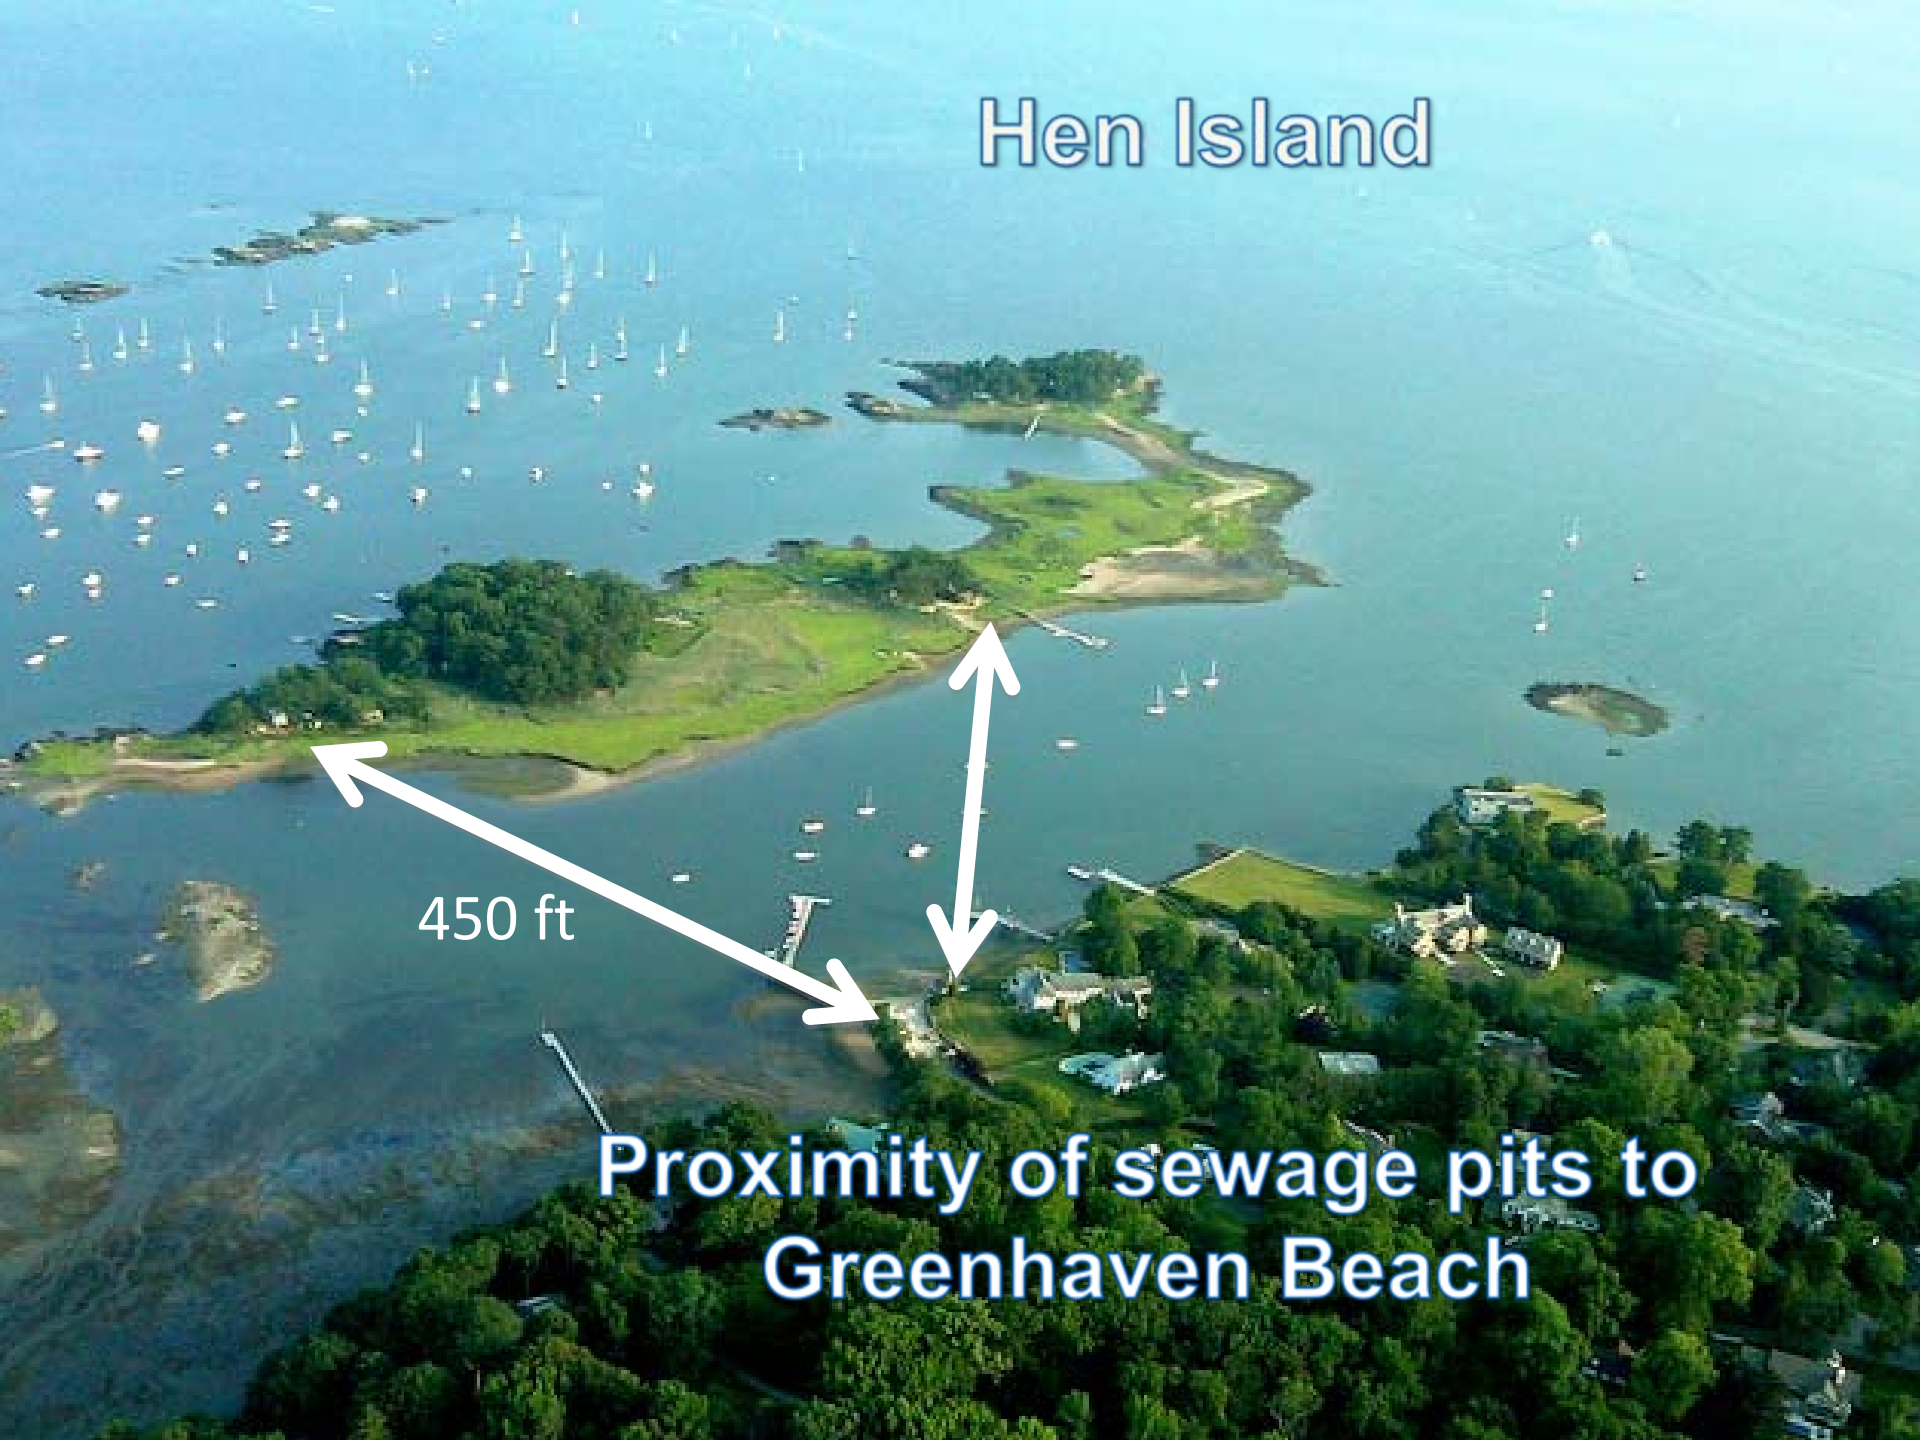 Hen Island
450 ft
Proximity of sewage pits to
Greenhaven Beach